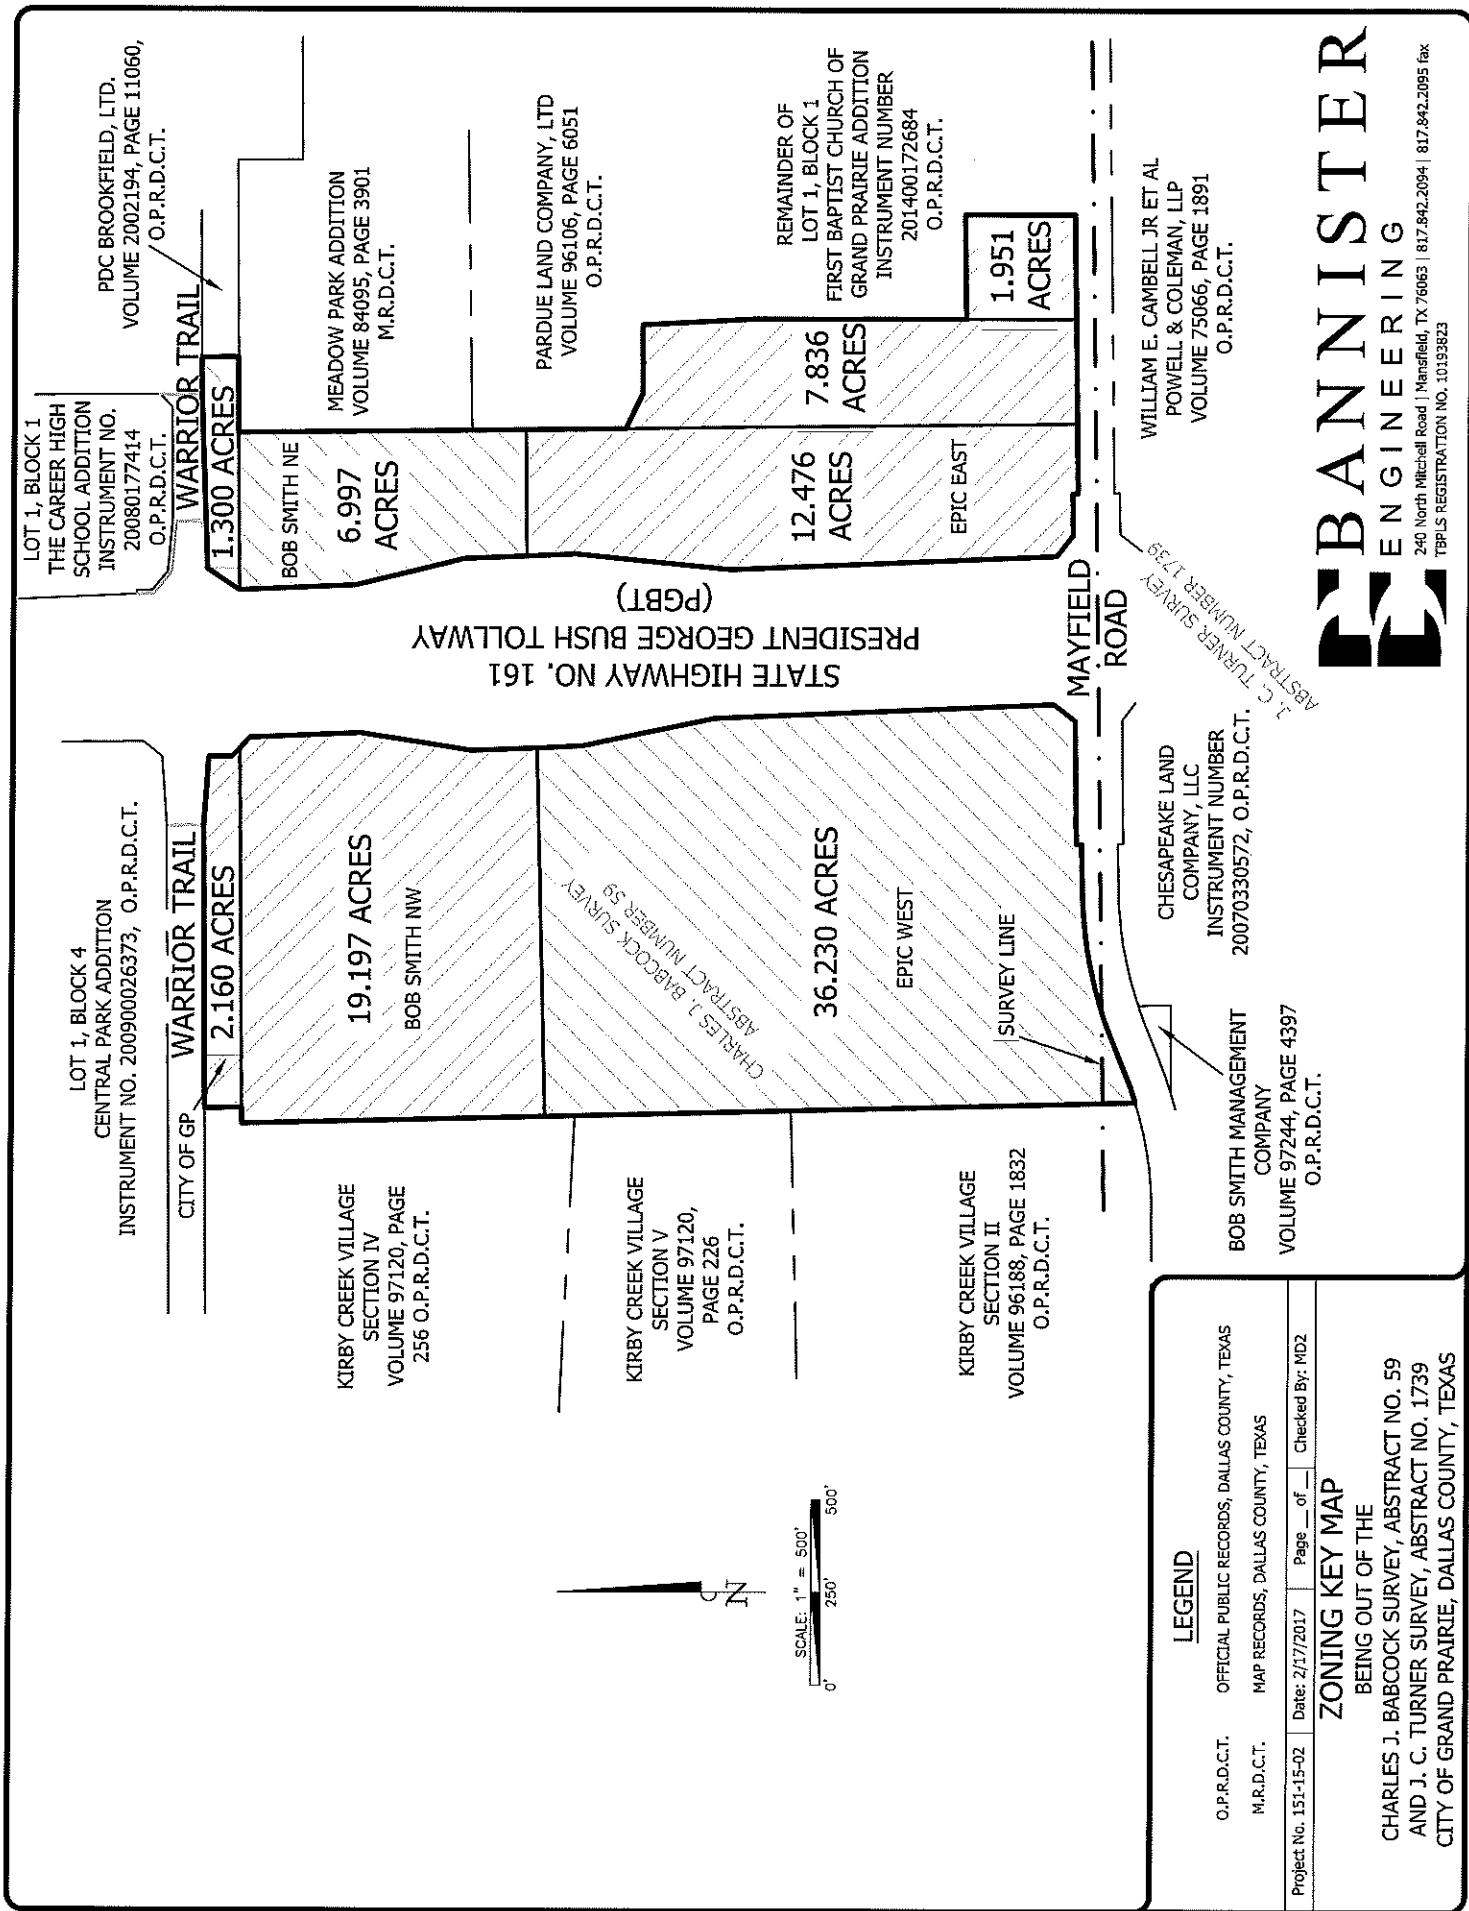 LOT 1, BLOCK 4
CENTRAL PARK ADDITION
INSTRUMENT NO. 200900026373, O.P.R.D.C.T.
LOT 1, BLOCK 1
THE CAREER HIGH
SCHOOL ADDITION
INSTRUMENT NO.
20080177414
O.P.R.D.C.T.
PDC BROOKFIELD, LTD.
VOLUME 2002194, PAGE 11060,
O.P.R.D.C.T.
CITY OF GP
WARRIOR TRAIL
WARRIOR TRAIL
2.160 ACRES
1.300 ACRES
KIRBY CREEK VILLAGE
SECTION IV
VOLUME 97120, PAGE
256 O.P.R.D.C.T.
19.197 ACRES
BOB SMITH NW
BOB SMITH NE
6.997
ACRES
MEADOW PARK ADDITION
VOLUME 84095, PAGE 3901
M.R.D.C.T.
STATE HIGHWAY NO. 161
PRESIDENT GEORGE BUSH TOLLWAY
(PGBT)
CHARLES J. BABCOCK SURVEY
ABSTRACT NUMBER 59
KIRBY CREEK VILLAGE
SECTION V
VOLUME 97120,
PAGE 226
O.P.R.D.C.T.
PARDUE LAND COMPANY, LTD
VOLUME 96106, PAGE 6051
O.P.R.D.C.T.
36.230 ACRES
EPIC WEST
12.476
ACRES
EPIC EAST
7.836
ACRES
REMAINDER OF
LOT 1, BLOCK 1
FIRST BAPTIST CHURCH OF
GRAND PRAIRIE ADDITION
INSTRUMENT NUMBER
201400172684
O.P.R.D.C.T.
1.951
ACRES
SURVEY LINE
KIRBY CREEK VILLAGE
SECTION II
VOLUME 96188, PAGE 1832
O.P.R.D.C.T.
MAYFIELD
ROAD
J. C. TURNER SURVEY
ABSTRACT NUMBER 1739
WILLIAM E. CAMBELL JR ET AL
POWELL & COLEMAN, LLP
VOLUME 75066, PAGE 1891
O.P.R.D.C.T.
CHESAPEAKE LAND
COMPANY, LLC
INSTRUMENT NUMBER
20070330572, O.P.R.D.C.T.
BOB SMITH MANAGEMENT
COMPANY
VOLUME 97244, PAGE 4397
O.P.R.D.C.T.
N
SCALE: 1" = 500'
0'
250'
500'
LEGEND
O.P.R.D.C.T. OFFICIAL PUBLIC RECORDS, DALLAS COUNTY, TEXAS
M.R.D.C.T. MAP RECORDS, DALLAS COUNTY, TEXAS
Project No. 151-15-02 Date: 2/17/2017 Page __ of __ Checked By: MD2
ZONING KEY MAP
BEING OUT OF THE
CHARLES J. BABCOCK SURVEY, ABSTRACT NO. 59
AND J. C. TURNER SURVEY, ABSTRACT NO. 1739
CITY OF GRAND PRAIRIE, DALLAS COUNTY, TEXAS
BANNISTER
ENGINEERING
240 North Mitchell Road | Mansfield, TX 76063 | 817.842.2094 | 817.842.2095 fax
TBPLS REGISTRATION NO. 10193823